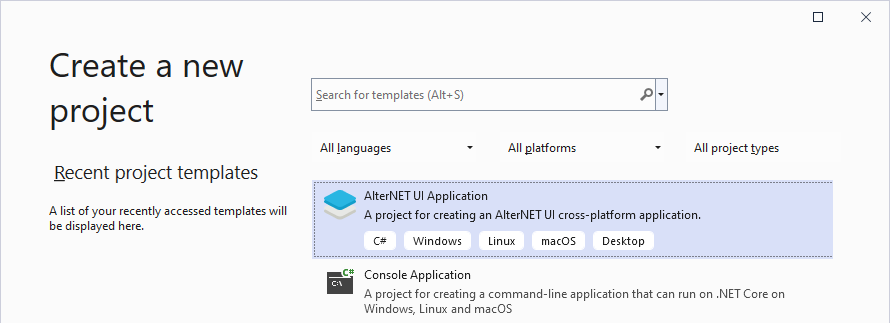 Create a new
project
Recent project templates
A list of your recently accessed templates will
be displayed here.
Search for templates (Alt+S)
All languages
All platforms
All project types
AlterNET UI Application
A project for creating an AlterNET UI cross-platform application.
C#
Windows
Linux
macOS
Desktop
C#
C:\
Console Application
A project for creating a command-line application that can run on .NET Core on
Windows, Linux and macOS